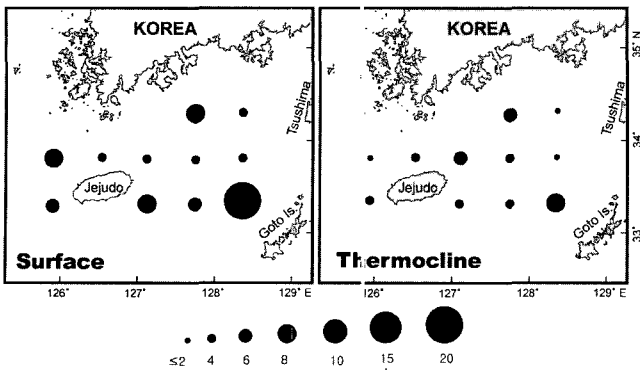 KOREA
KOREA
35°N
Tsushima
Tsushima
34°
Jejudo
Jejudo
Goto Is.
Goto Is.
33°
Surface
Thermocline
126° 127° 128° 129° E
126° 127° 128° 129° E
≤2 4 6 8 10 15 20